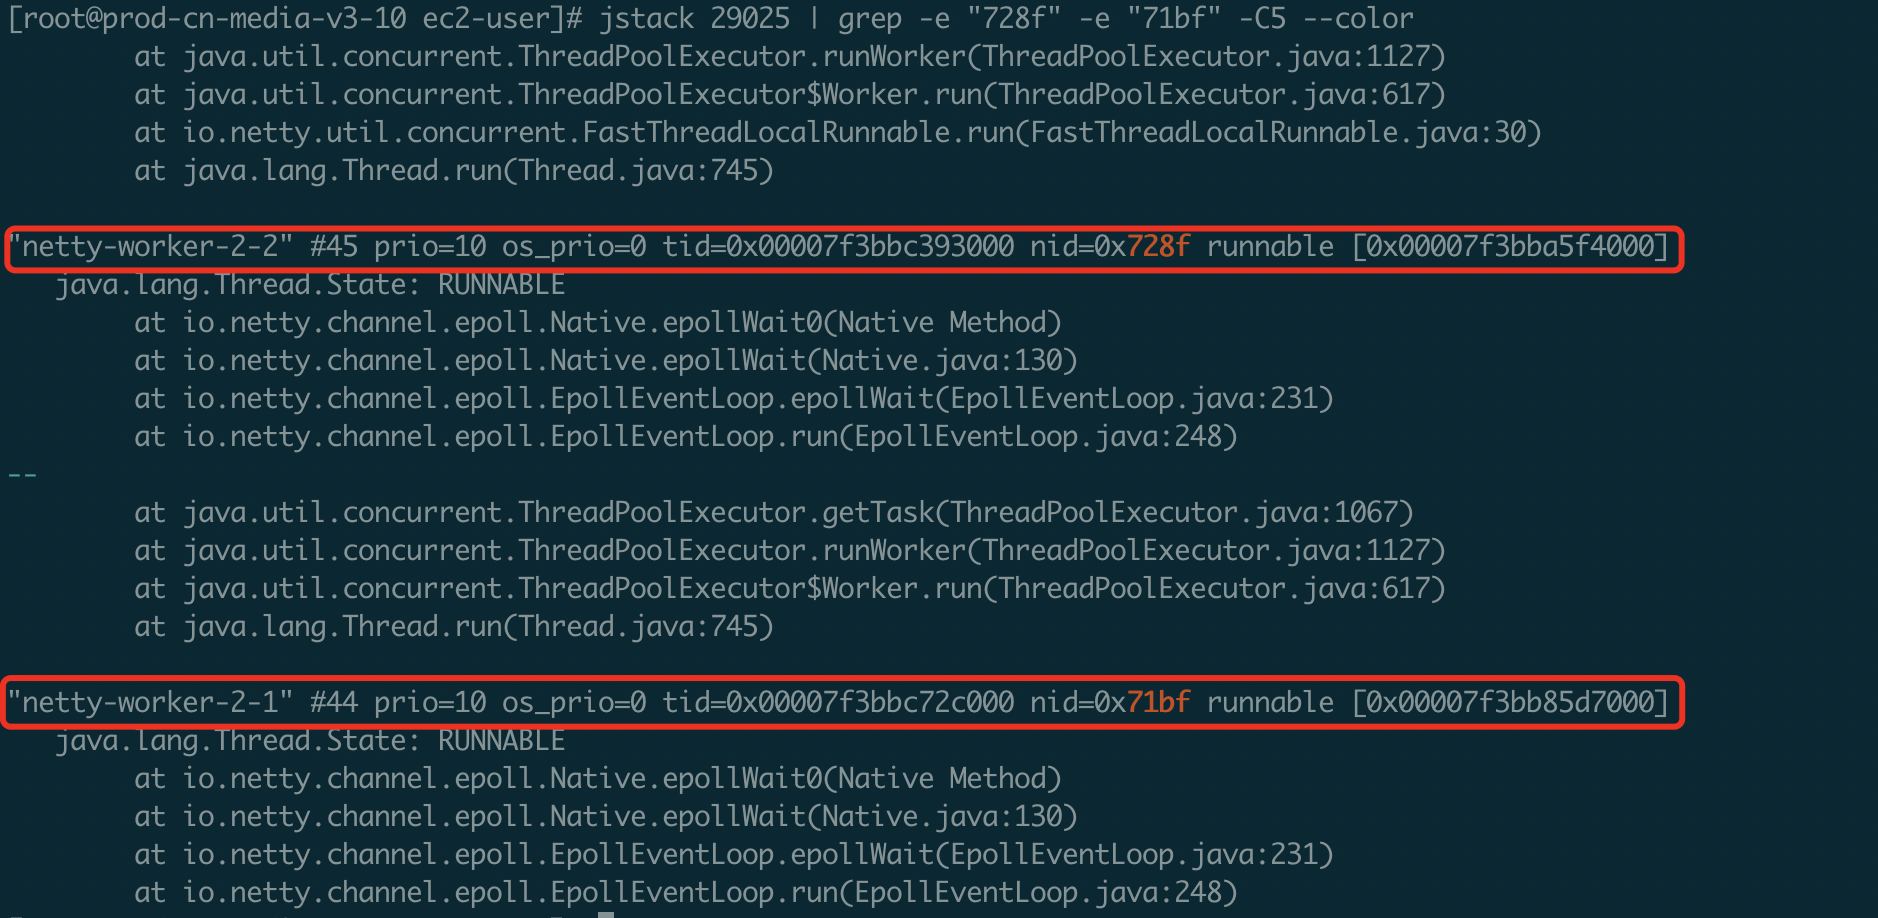 [root@prod-cn-media-v3-10 ec2-user]# jstack 29025 | grep -e "728f" -e "71bf" -C5 --color
at java.util.concurrent.ThreadPoolExecutor.runWorker(ThreadPoolExecutor.java:1127)
at java.util.concurrent.ThreadPoolExecutor$Worker.run(ThreadPoolExecutor.java:617)
at io.netty.util.concurrent.FastThreadLocalRunnable.run(FastThreadLocalRunnable.java:30)
at java.lang.Thread.run(Thread.java:745)
"netty-worker-2-2" #45 prio=10 os_prio=0 tid=0x00007f3bbc393000 nid=0x728f runnable [0x00007f3bba5f4000]
java.lang.Thread.State: RUNNABLE
at io.netty.channel.epoll.Native.epollWait0(Native Method)
at io.netty.channel.epoll.Native.epollWait(Native.java:130)
at io.netty.channel.epoll.EpollEventLoop.epollWait(EpollEventLoop.java:231)
at io.netty.channel.epoll.EpollEventLoop.run(EpollEventLoop.java:248)
--
at java.util.concurrent.ThreadPoolExecutor.getTask(ThreadPoolExecutor.java:1067)
at java.util.concurrent.ThreadPoolExecutor.runWorker(ThreadPoolExecutor.java:1127)
at java.util.concurrent.ThreadPoolExecutor$Worker.run(ThreadPoolExecutor.java:617)
at java.lang.Thread.run(Thread.java:745)
"netty-worker-2-1" #44 prio=10 os_prio=0 tid=0x00007f3bbc72c000 nid=0x71bf runnable [0x00007f3bb85d7000]
java.lang.Thread.State: RUNNABLE
at io.netty.channel.epoll.Native.epollWait0(Native Method)
at io.netty.channel.epoll.Native.epollWait(Native.java:130)
at io.netty.channel.epoll.EpollEventLoop.epollWait(EpollEventLoop.java:231)
at io.netty.channel.epoll.EpollEventLoop.run(EpollEventLoop.java:248)